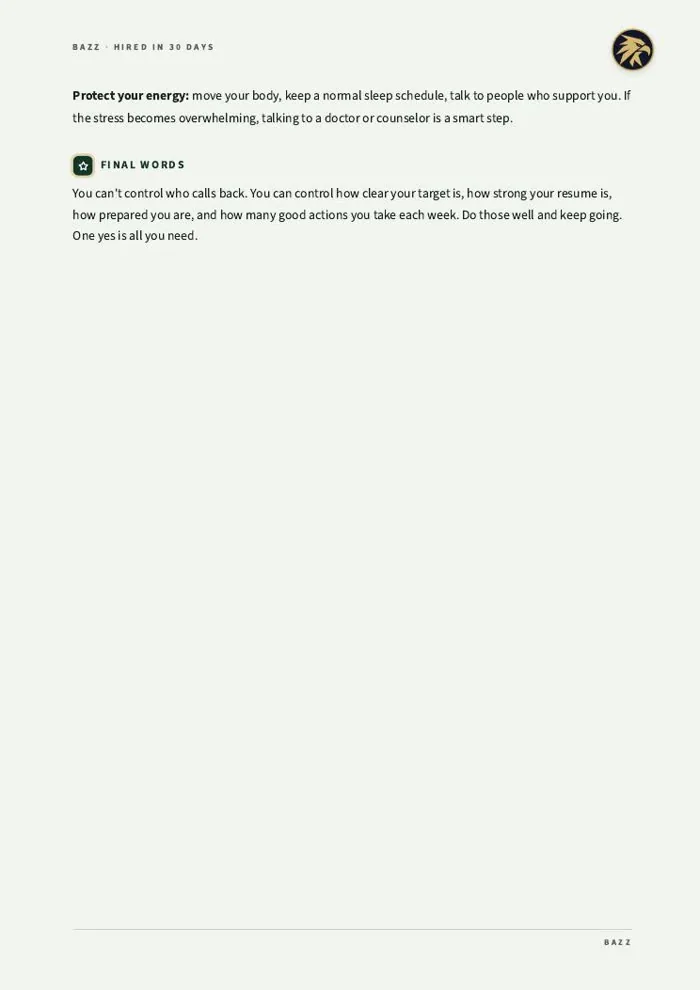 BAZZ · HIRED IN 30 DAYS
Protect your energy: move your body, keep a normal sleep schedule, talk to people who support you. If
the stress becomes overwhelming, talking to a doctor or counselor is a smart step.
FINAL WORDS
You can’t control who calls back. You can control how clear your target is, how strong your resume is,
how prepared you are, and how many good actions you take each week. Do those well and keep going.
One yes is all you need.
BAZZ